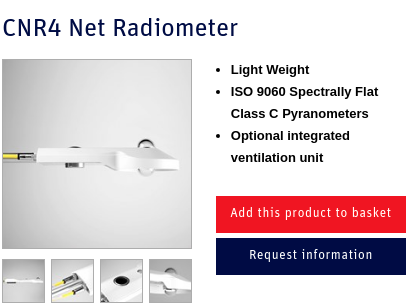 CNR4 Net Radiometer
Light Weight
ISO 9060 Spectrally Flat
Class C Pyranometers
Optional integrated
ventilation unit
Add this product to basket
Request information